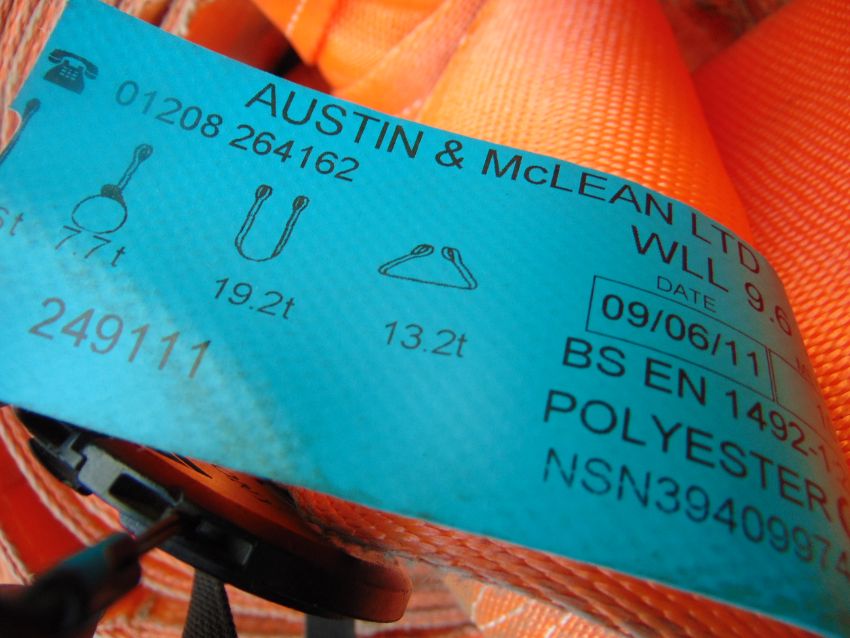 AUSTIN & McLEAN LTD
01208 264162
WLL 9.6
7.7t
19.2t
13.2t
DATE
09/06/11
249111
BS EN 1492-1
POLYESTER
NSN39409974